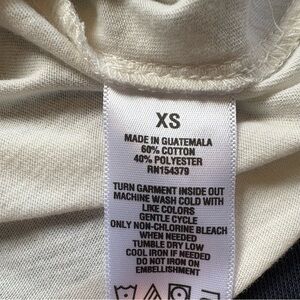 XS
MADE IN GUATEMALA
60% COTTON
40% POLYESTER
RN154379
TURN GARMENT INSIDE OUT
MACHINE WASH COLD WITH
LIKE COLORS
GENTLE CYCLE
ONLY NON-CHLORINE BLEACH
WHEN NEEDED
TUMBLE DRY LOW
COOL IRON IF NEEDED
DO NOT IRON ON
EMBELLISHMENT